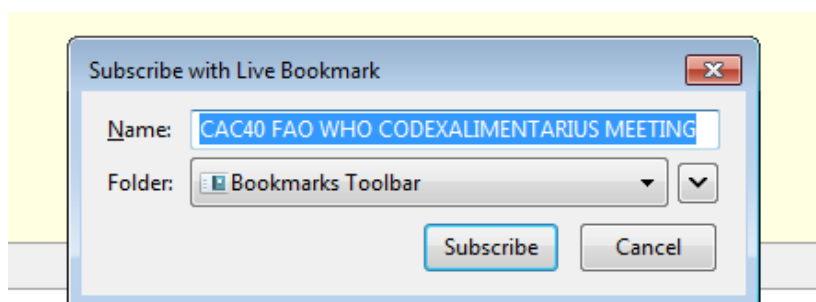 Subscribe with Live Bookmark
Name: CAC40 FAO WHO CODEXALIMENTARIUS MEETING
Folder: Bookmarks Toolbar
Subscribe Cancel